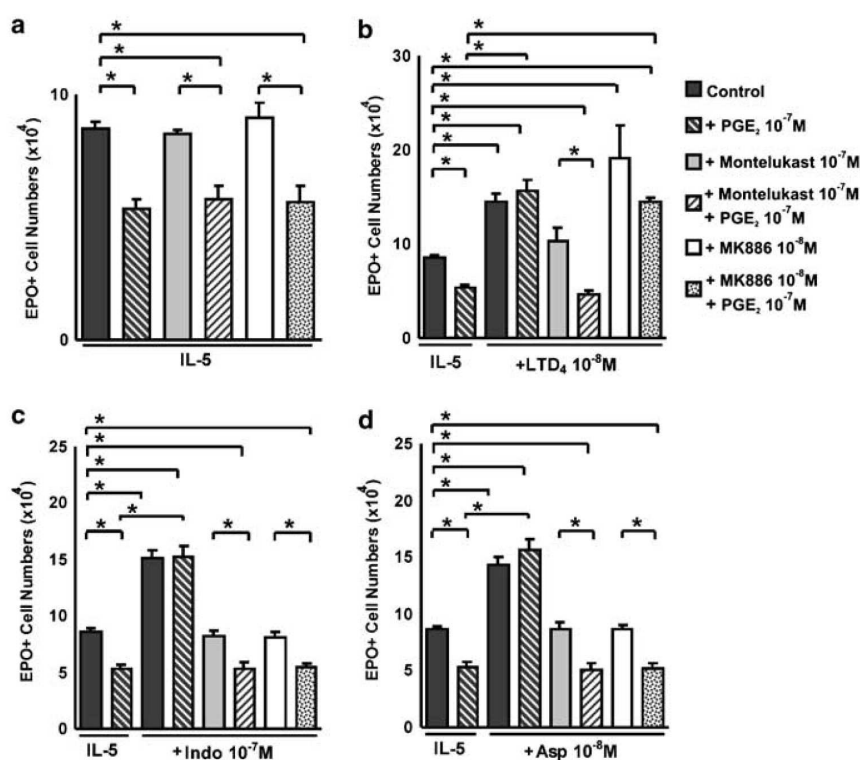 a
*
*
* * *
EPO+ Cell Numbers (x10⁴)
10
5
0
IL-5
b
*
*
*
*
*
*
*
*
*
EPO+ Cell Numbers (x10⁴)
30
20
10
0
IL-5
+LTD₄ 10⁻⁸M
Control
+ PGE₂ 10⁻⁷M
+ Montelukast 10⁻⁷M
+ Montelukast 10⁻⁷M
+ PGE₂ 10⁻⁷M
+ MK886 10⁻⁸M
+ MK886 10⁻⁸M
+ PGE₂ 10⁻⁷M
c
*
*
*
*
*
* * *
EPO+ Cell Numbers (x10⁴)
25
20
15
10
5
0
IL-5
+Indo 10⁻⁷M
d
*
*
*
*
*
* * *
EPO+ Cell Numbers (x10⁴)
25
20
15
10
5
0
IL-5
+Asp 10⁻⁸M